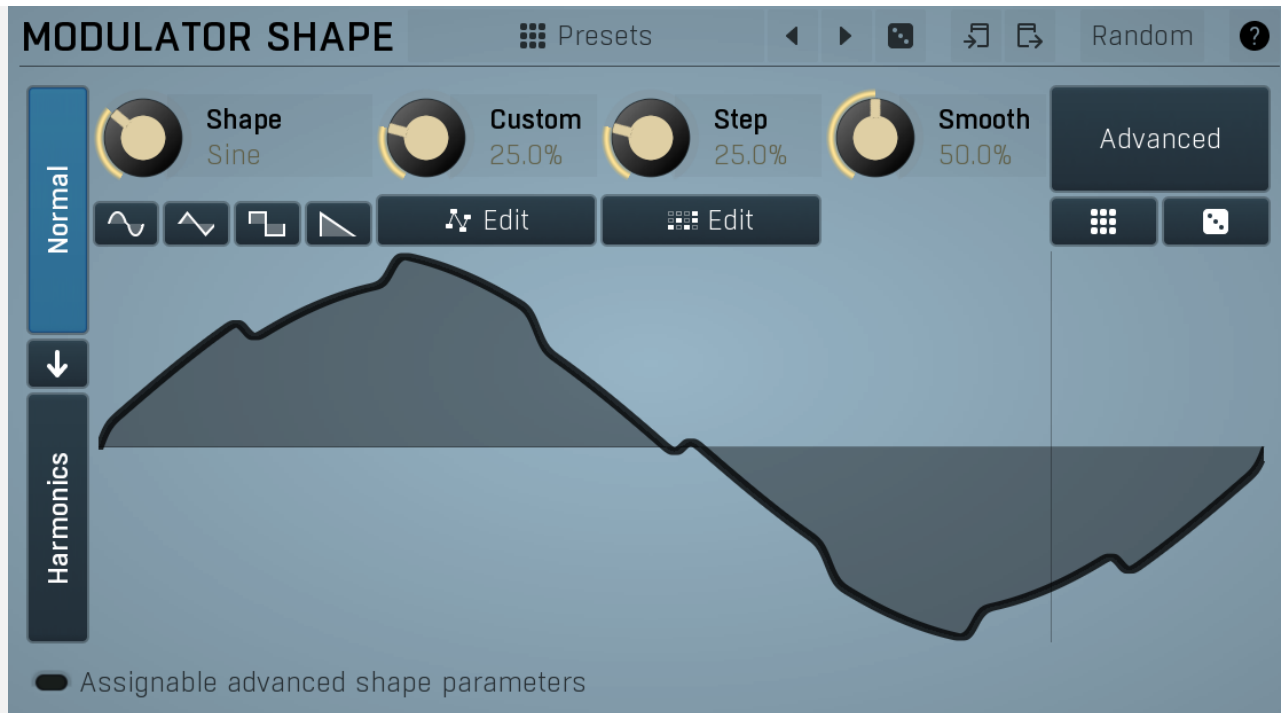 MODULATOR SHAPE
Presets
Random
?
Normal
Shape
Sine
Custom
25.0%
Step
25.0%
Smooth
50.0%
Advanced
Edit
Edit
Harmonics
Assignable advanced shape parameters